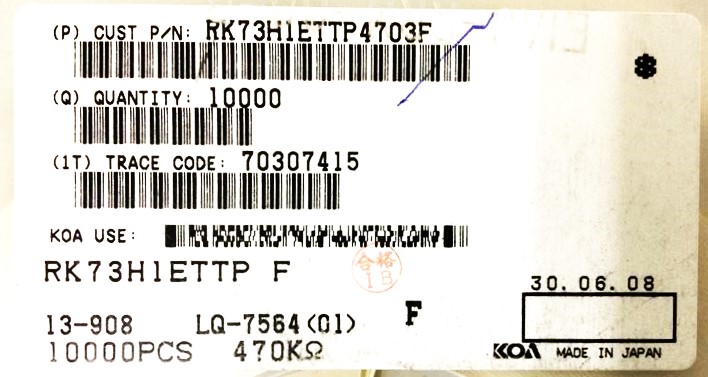 (P) CUST P/N: RK73H1ETTP4703F
(Q) QUANTITY: 10000
(1T) TRACE CODE: 70307415
KOA USE:
RK73H1ETTP F
合格
1B
30.06.08
13-908 LQ-7564(01) F
10000PCS 470KΩ
KOA MADE IN JAPAN